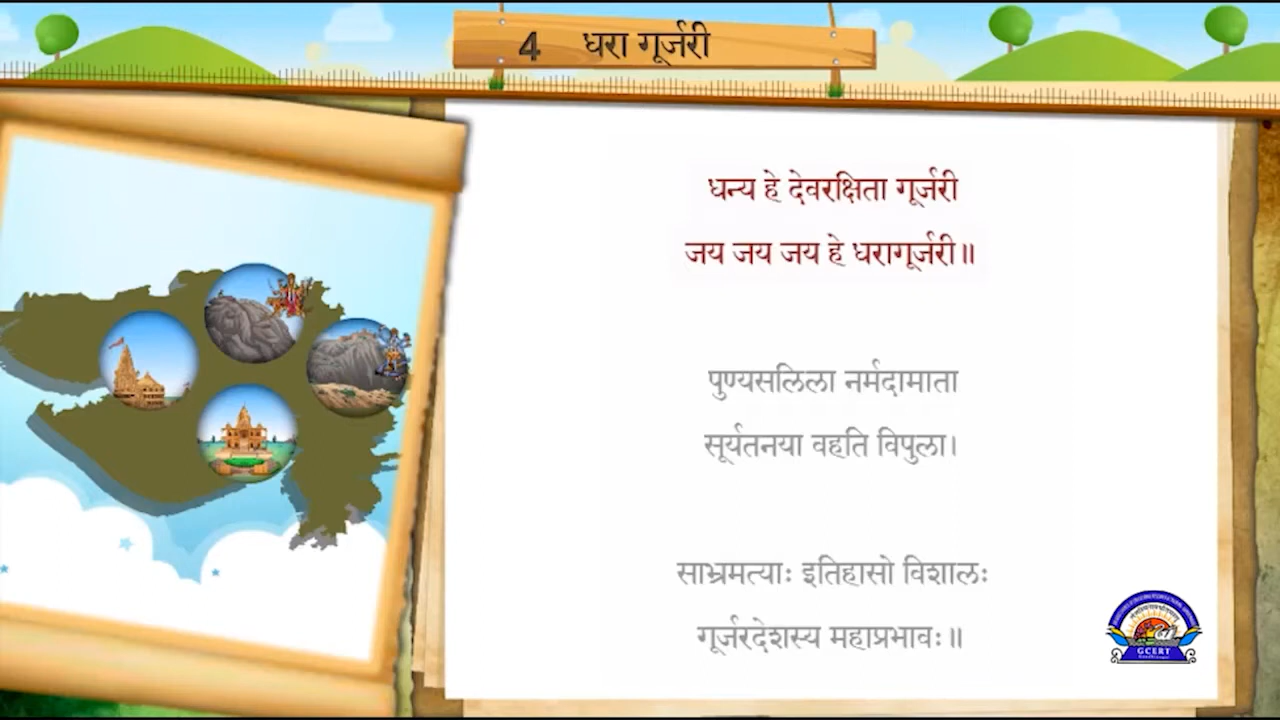 4 धरा गूर्जरी
धन्य हे देवरक्षिता गूर्जरी
जय जय जय हे धरागूर्जरी॥
पुण्यसलिला नर्मदामाता
सूर्यतनया वहति विपुला।
साभ्रमत्याः इतिहासो विशालः
गूर्जरदेशस्य महाप्रभावः॥
GCERT